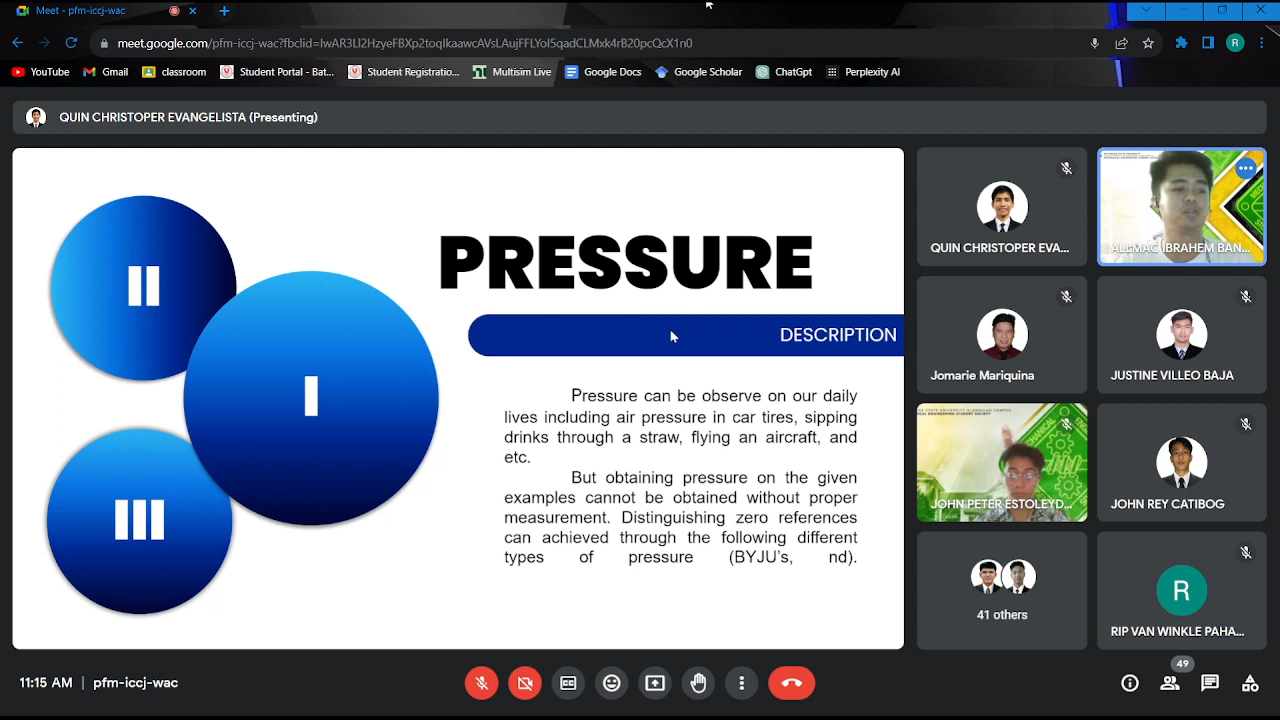 Meet - pfm-iccj-wac
meet.google.com/pfm-iccj-wac?fbclid=IwAR3Ll2HzyeFBXp2toqIkaawcAVsLAujFFLYoI5qadCLMxk4rB20pcQcX1n0
R
YouTube Gmail classroom Student Portal – Bat... Student Registratio... Multisim Live Google Docs Google Scholar ChatGpt Perplexity AI
QUIN CHRISTOPER EVANGELISTA (Presenting)
II
I
III
PRESSURE
DESCRIPTION
Pressure can be observe on our daily
lives including air pressure in car tires, sipping
drinks through a straw, flying an aircraft, and
etc.
But obtaining pressure on the given
examples cannot be obtained without proper
measurement. Distinguishing zero references
can achieved through the following different
types of pressure (BYJU's, nd).
QUIN CHRISTOPER EVA...
ALEMAC IBRAHEM BAN...
Jomarie Mariquina
JUSTINE VILLEO BAJA
JOHN PETER ESTOLEYD...
JOHN REY CATIBOG
41 others
R
RIP VAN WINKLE PAHA...
11:15 AM | pfm-iccj-wac
49